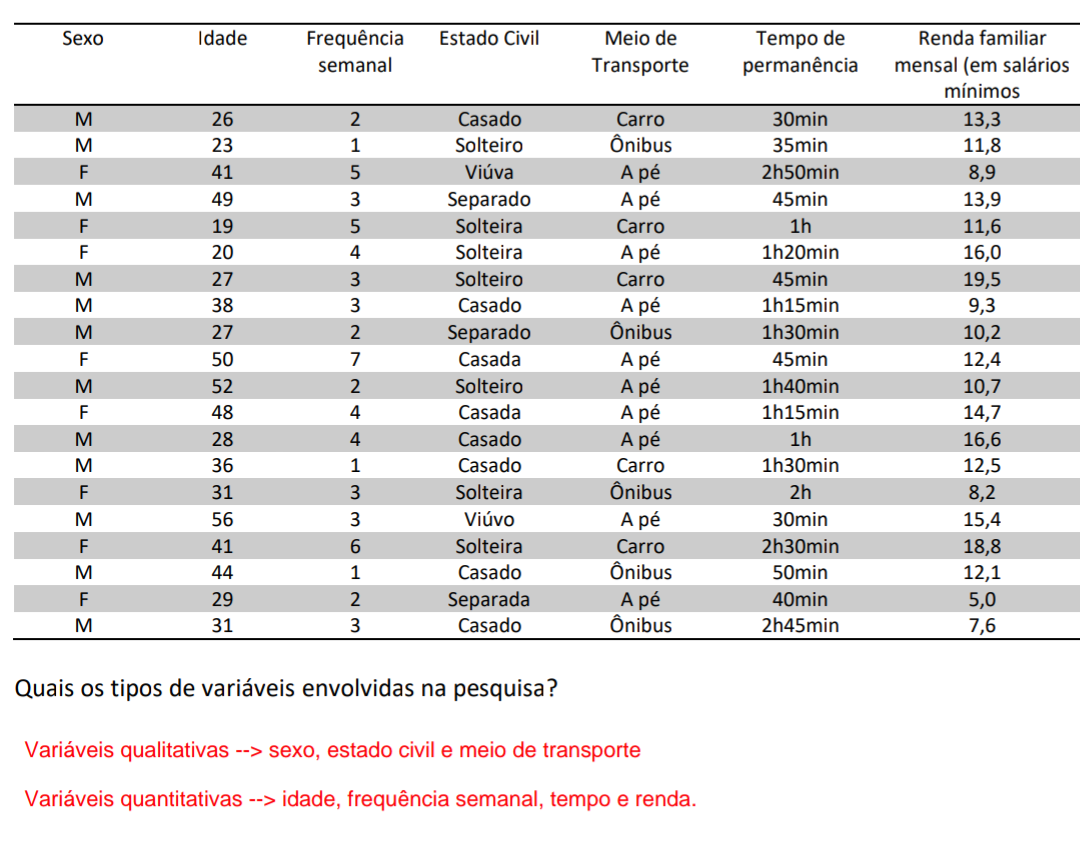 Sexo Idade Frequência semanal Estado Civil Meio de Transporte Tempo de permanência Renda familiar mensal (em salários mínimos
M 26 2 Casado Carro 30min 13,3
M 23 1 Solteiro Ônibus 35min 11,8
F 41 5 Viúva A pé 2h50min 8,9
M 49 3 Separado A pé 45min 13,9
F 19 5 Solteira Carro 1h 11,6
F 20 4 Solteira A pé 1h20min 16,0
M 27 3 Solteiro Carro 45min 19,5
M 38 3 Casado A pé 1h15min 9,3
M 27 2 Separado Ônibus 1h30min 10,2
F 50 7 Casada A pé 45min 12,4
M 52 2 Solteiro A pé 1h40min 10,7
F 48 4 Casada A pé 1h15min 14,7
M 28 4 Casado A pé 1h 16,6
M 36 1 Casado Carro 1h30min 12,5
F 31 3 Solteira Ônibus 2h 8,2
M 56 3 Viúvo A pé 30min 15,4
F 41 6 Solteira Carro 2h30min 18,8
M 44 1 Casado Ônibus 50min 12,1
F 29 2 Separada A pé 40min 5,0
M 31 3 Casado Ônibus 2h45min 7,6
Quais os tipos de variáveis envolvidas na pesquisa?
Variáveis qualitativas --> sexo, estado civil e meio de transporte
Variáveis quantitativas --> idade, frequência semanal, tempo e renda.